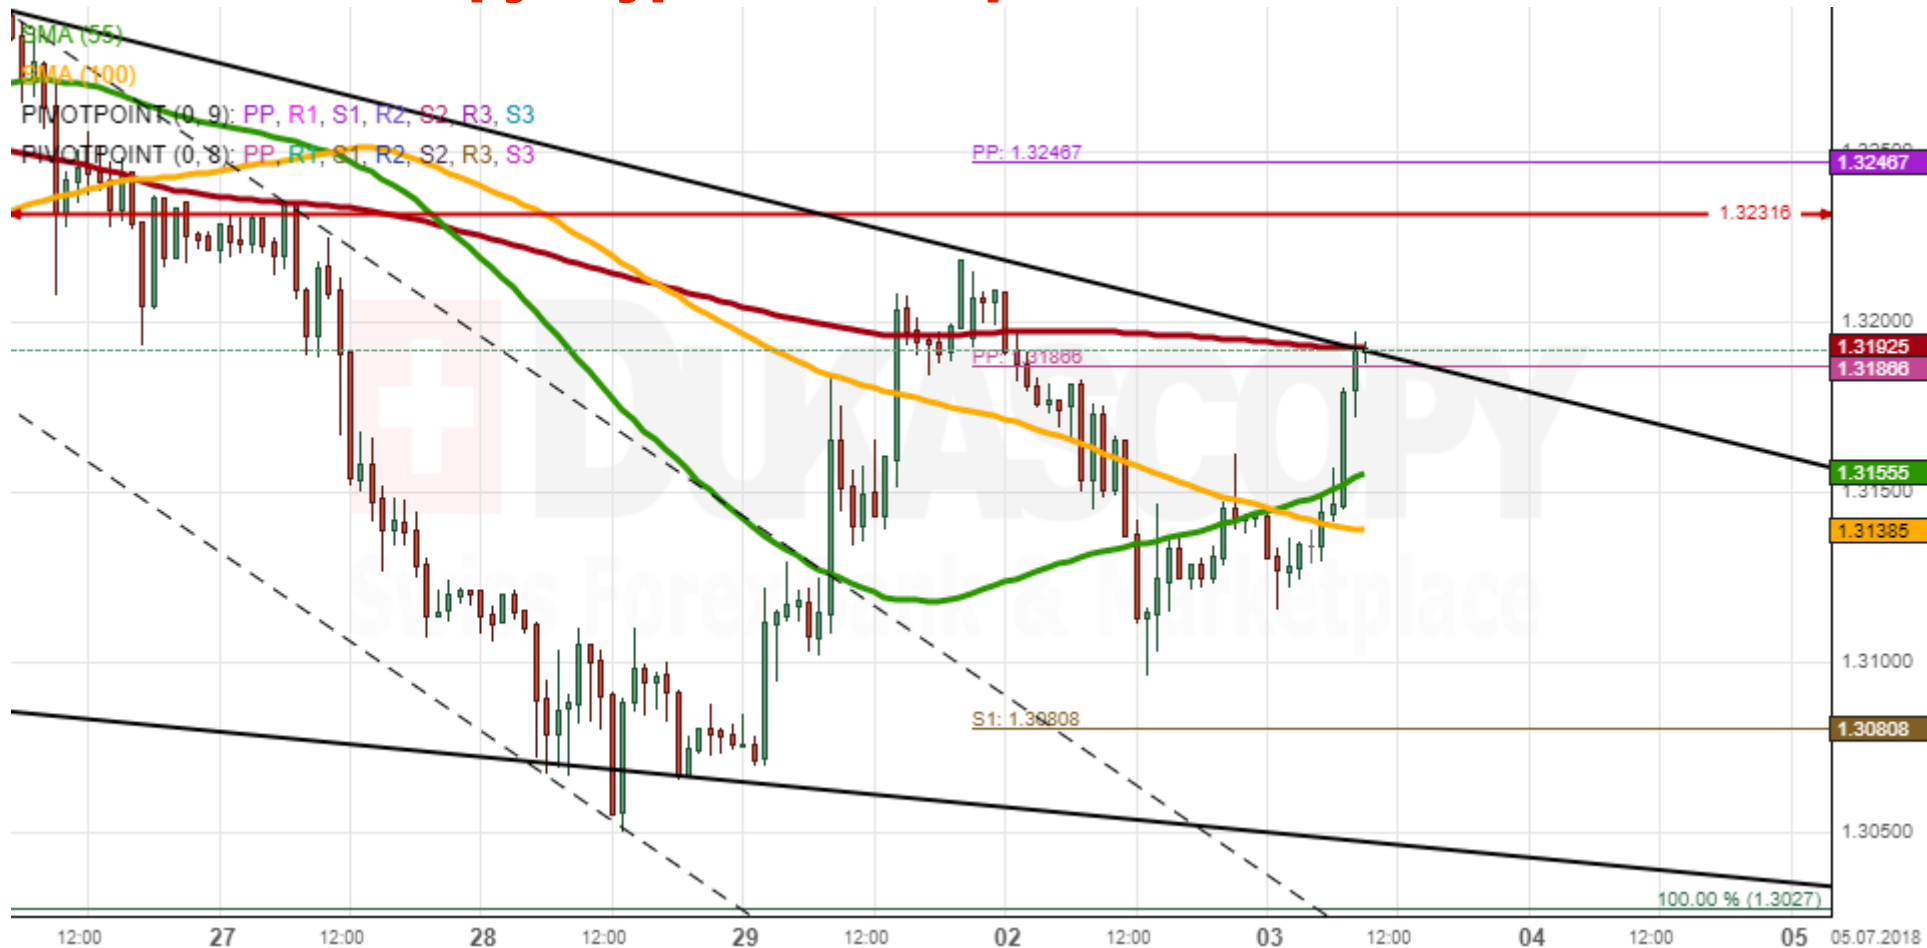 SMA (55)
SMA (100)
PIVOTPOINT (0, 9): PP, R1, S1, R2, S2, R3, S3
PIVOTPOINT (0, 8): PP, R1, S1, R2, S2, R3, S3
PP: 1.32467
1.32500
1.32467
1.32316
1.32000
1.31925
PP: 1.31866
1.31866
DUKASCOPY
1.31555
1.31500
1.31385
Swiss Forex Bank & Marketplace
1.31000
S1: 1.30808
1.30808
1.30500
100.00 % (1.3027)
12:00 27 12:00 28 12:00 29 12:00 02 12:00 03 12:00 04 12:00 05 05.07.2018